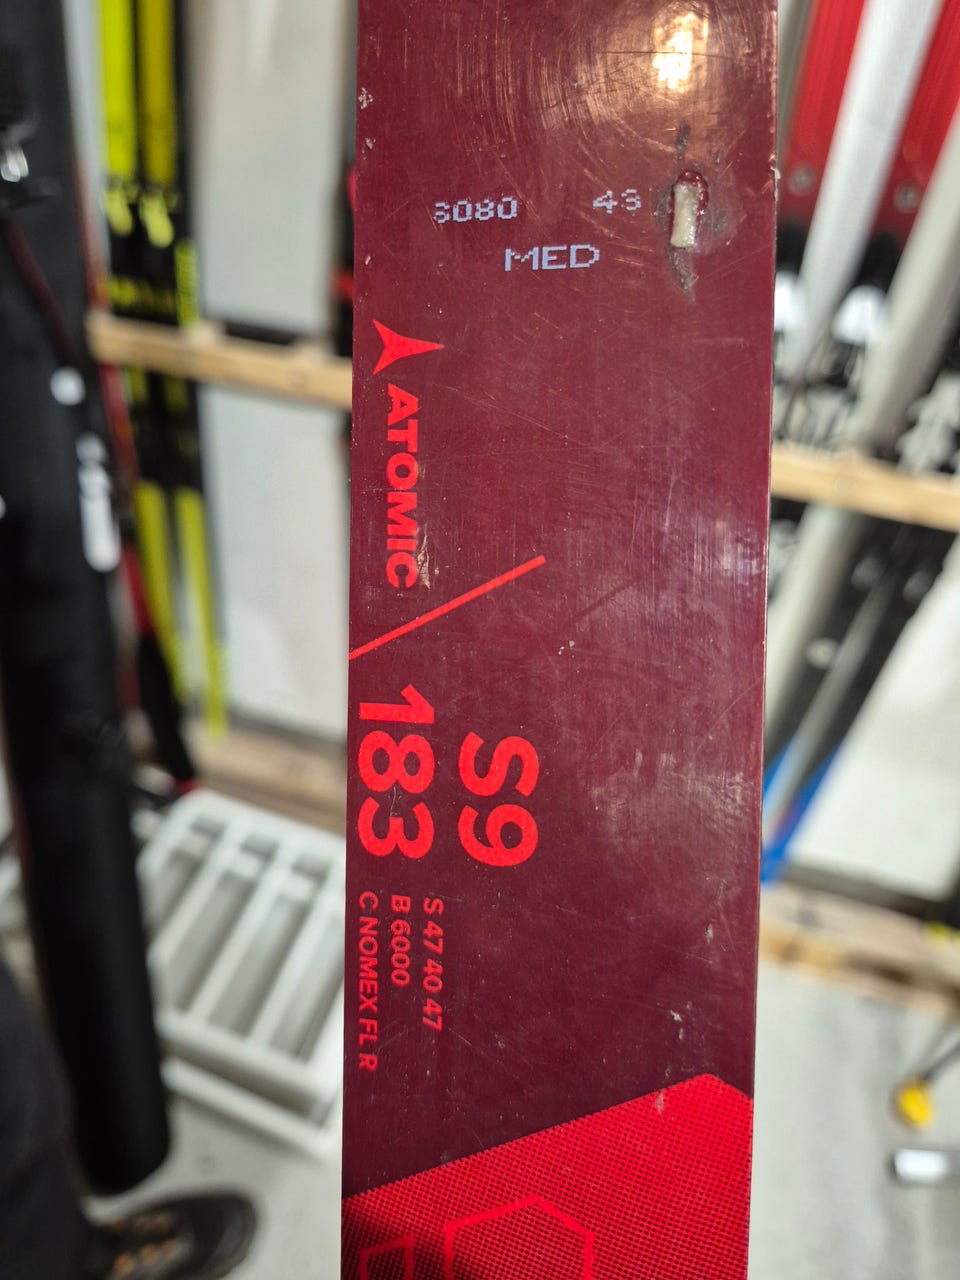 3080 43
MED
ATOMIC
183
S9
S 47 40 47
B 6000
C NOMEX FL R